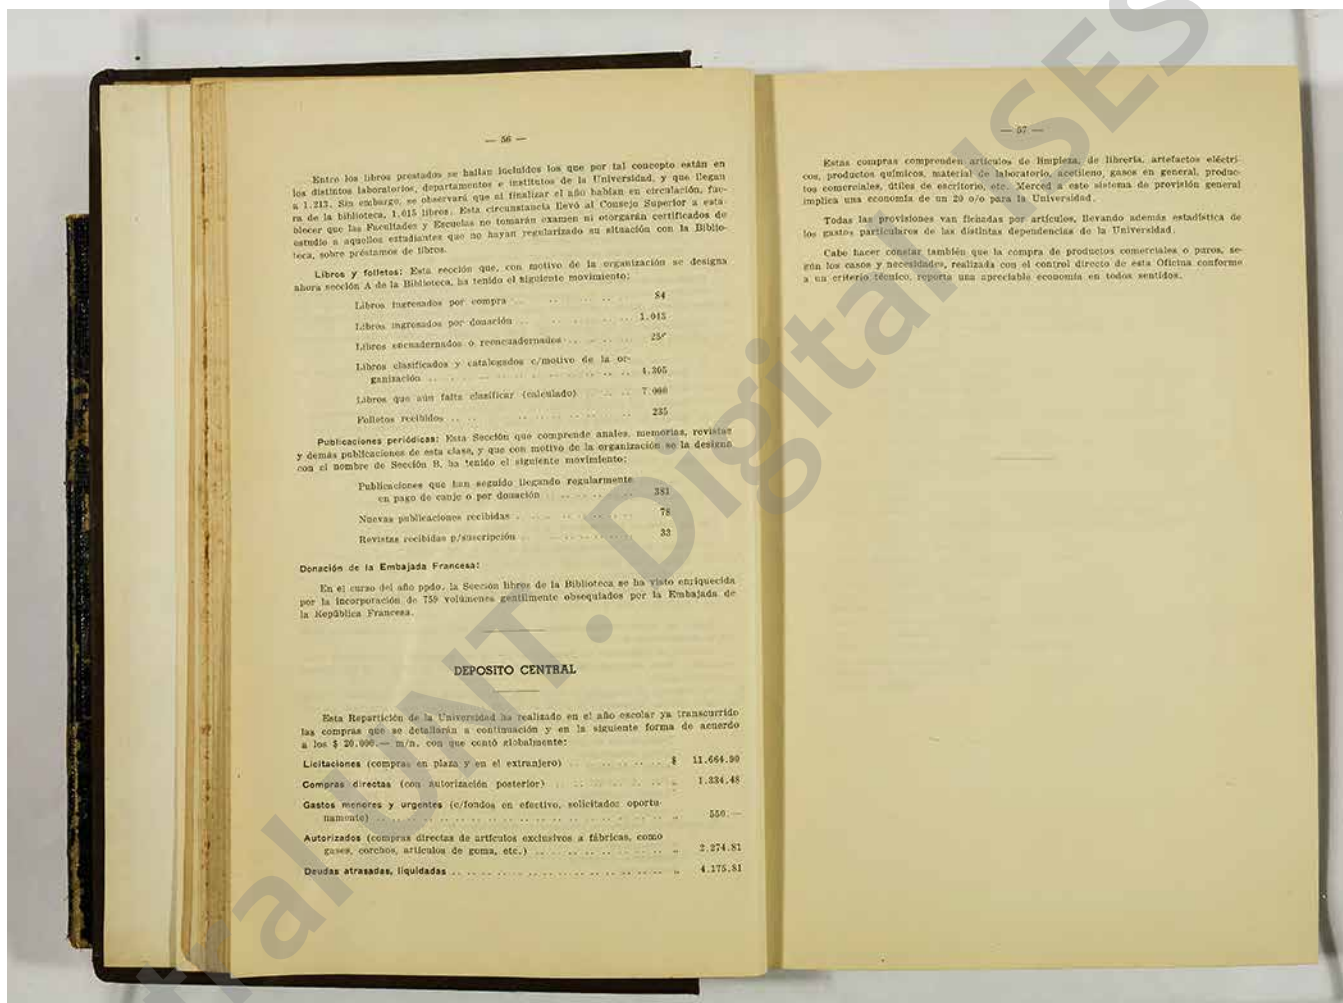 — 56 —
Entre los libros prestados se hallan incluídos los que por tal concepto están en
los distintos laboratorios, departamentos e institutos de la Universidad, y que llegan
a 1.213. Sin embargo, se observará que al finalizar el año habían en circulación, fue-
ra de la biblioteca, 1.015 libros. Esta circunstancia llevó al Consejo Superior a esta-
blecer que las Facultades y Escuelas no tomarán examen ni otorgarán certificados de
estudio a aquellos estudiantes que no hayan regularizado su situación con la Biblio-
teca, sobre préstamos de libros.
Libros y folletos: Esta sección que, con motivo de la organización se designa
ahora sección A de la Biblioteca, ha tenido el siguiente movimiento:
Libros ingresados por compra .. .. .. .. .. 84
Libros ingresados por donación .. .. .. .. .. 1.043
Libros encuadernados o reencuadernados .. .. .. ..
Libros clasificados y catalogados c/motivo de la or-
ganización .. .. .. .. .. .. .. 4.305
Libros que aún falta clasificar (calculado) .. .. 7.000
Folletos recibidos .. .. .. .. .. .. 235
Publicaciones periódicas: Esta Sección que comprende anales, memorias, revistas
y demás publicaciones de esta clase, y que con motivo de la organización se la designa
con el nombre de Sección B, ha tenido el siguiente movimiento:
Publicaciones que han seguido llegando regularmente
en pago de canje o por donación .. .. .. .. 381
Nuevas publicaciones recibidas .. .. .. .. .. 78
Revistas recibidas p/suscripción .. .. .. .. .. 33
Donación de la Embajada Francesa:
En el curso del año ppdo. la Sección libros de la Biblioteca se ha visto enriquecida
por la incorporación de 759 volúmenes gentilmente obsequiados por la Embajada de
la República Francesa.
DEPOSITO CENTRAL
Esta Repartición de la Universidad ha realizado en el año escolar ya transcurrido
las compras que se detallarán a continuación y en la siguiente forma de acuerdo
a los $ 20.000.— m/n. con que contó globalmente:
Licitaciones (compras en plaza y en el extranjero) .. .. .. .. .. $ 11.664.90
Compras directas (con autorización posterior) .. .. .. .. .. „ 1.334.48
Gastos menores y urgentes (c/fondos en efectivo, solicitados oportu-
namente) .. .. .. .. .. .. .. .. .. „ 550.—
Autorizados (compras directas de artículos exclusivos a fábricas, como
gases, corchos, artículos de goma, etc.) .. .. .. .. .. „ 2.274.81
Deudas atrasadas, liquidadas .. .. .. .. .. .. .. .. „ 4.175.81
— 57 —
Estas compras comprenden artículos de limpieza, de librería, artefactos eléctri-
cos, productos químicos, material de laboratorio, acetileno, gases en general, produc-
tos comerciales, útiles de escritorio, etc. Merced a este sistema de provisión general
implica una economía de un 20 o/o para la Universidad.
Todas las provisiones van fichadas por artículos, llevando además estadística de
los gastos particulares de las distintas dependencias de la Universidad.
Cabe hacer constar también que la compra de productos comerciales o puros, se-
gún los casos y necesidades, realizada con el control directo de esta Oficina conforme
a un criterio técnico, reporta una apreciable economía en todos sentidos.
tral UNT. Digital UNSES